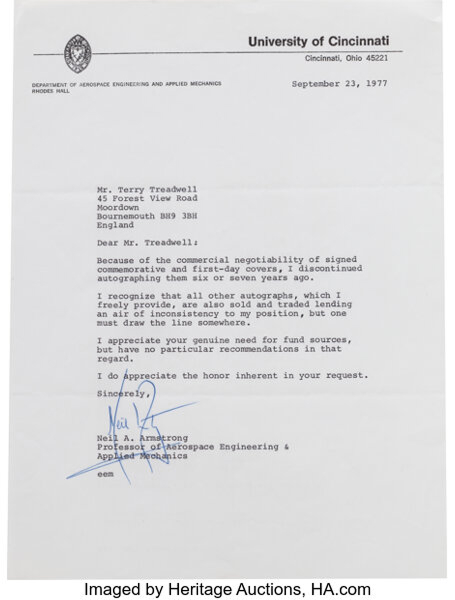 University of Cincinnati
Cincinnati, Ohio 45221
DEPARTMENT OF AEROSPACE ENGINEERING AND APPLIED MECHANICS
RHODES HALL
September 23, 1977
Mr. Terry Treadwell
45 Forest View Road
Moordown
Bournemouth BH9 3BH
England
Dear Mr. Treadwell:
Because of the commercial negotiability of signed
commemorative and first-day covers, I discontinued
autographing them six or seven years ago.
I recognize that all other autographs, which I
freely provide, are also sold and traded lending
an air of inconsistency to my position, but one
must draw the line somewhere.
I appreciate your genuine need for fund sources,
but have no particular recommendations in that
regard.
I do appreciate the honor inherent in your request.
Sincerely,
Neil A. Armstrong
Professor of Aerospace Engineering &
Applied Mechanics
eem
Imaged by Heritage Auctions, HA.com